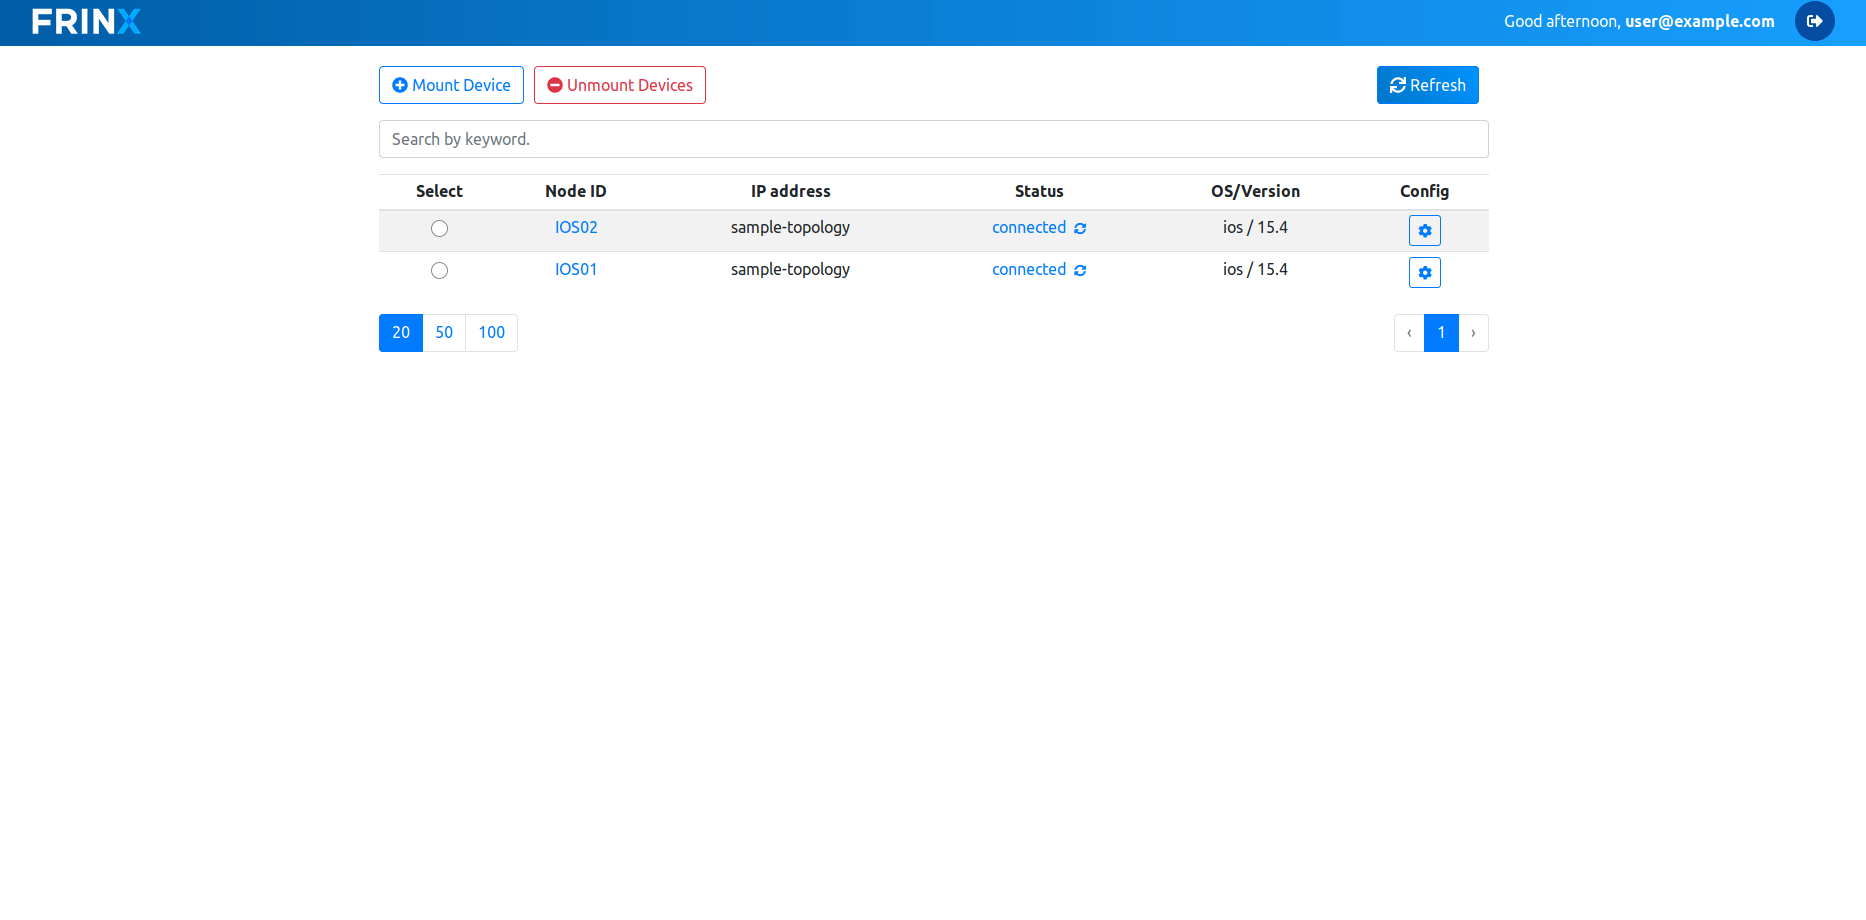 FRINX
Good afternoon, user@example.com
Mount Device
Unmount Devices
Refresh
Search by keyword.
Select Node ID IP address Status OS/Version Config
IOS02 sample-topology connected ios / 15.4
IOS01 sample-topology connected ios / 15.4
20 50 100
‹ 1 ›